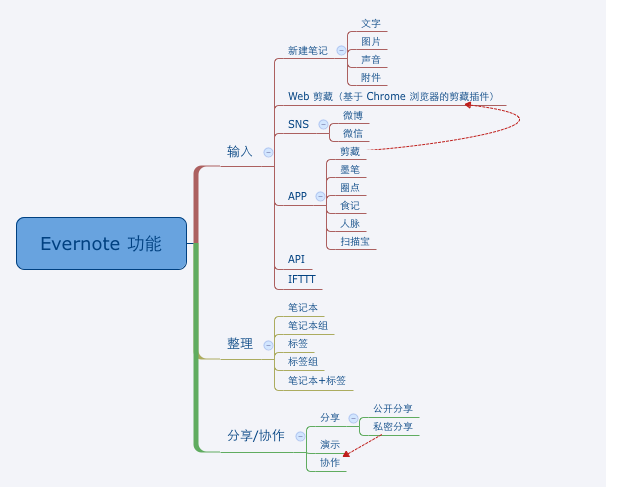 Evernote 功能
输入
新建笔记
文字
图片
声音
附件
Web 剪藏（基于 Chrome 浏览器的剪藏插件）
SNS
微博
微信
APP
剪藏
墨笔
圈点
食记
人脉
扫描宝
API
IFTTT
整理
笔记本
笔记本组
标签
标签组
笔记本+标签
分享/协作
分享
公开分享
私密分享
演示
协作